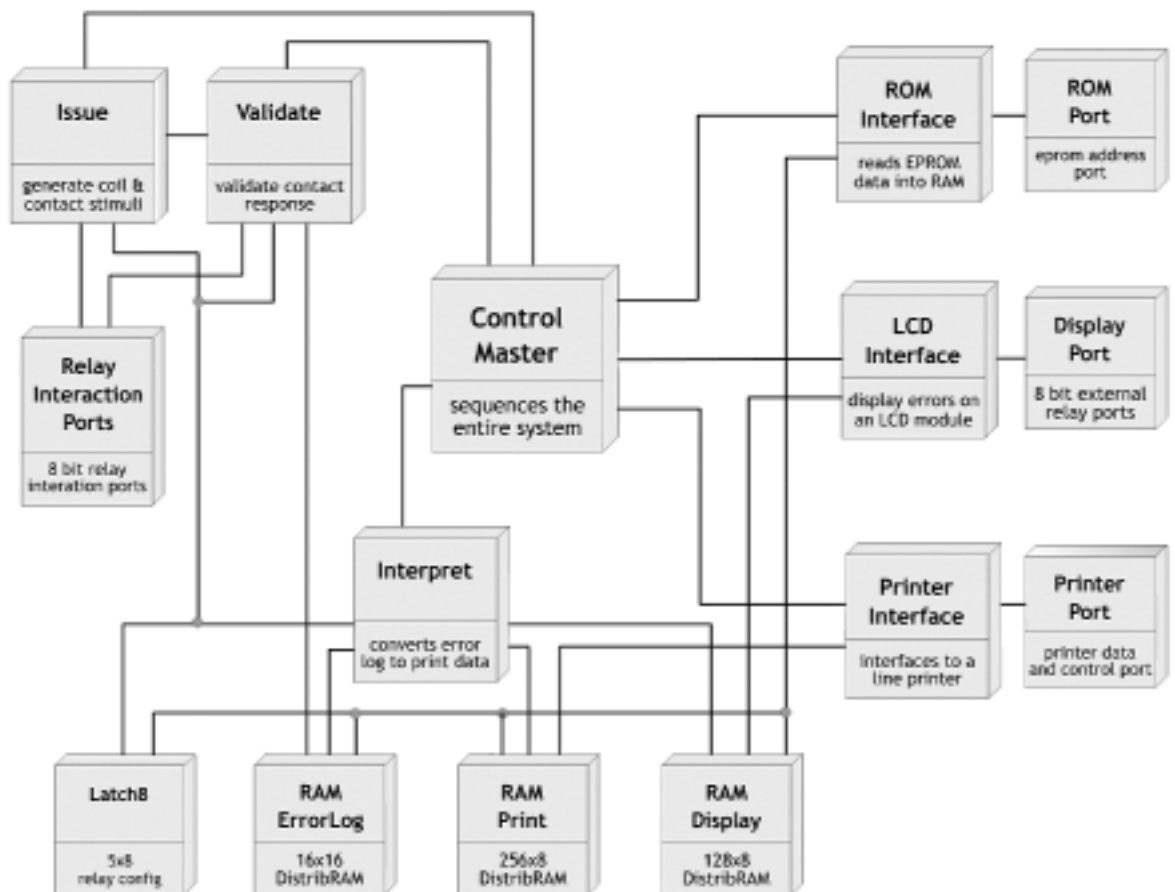 Issue
generate coil &
contact stimuli
Validate
validate contact
response
ROM
Interface
reads EPROM
data into RAM
ROM
Port
eprom address
port
Control
Master
sequences the
entire system
LCD
Interface
display errors on
an LCD module
Display
Port
8 bit external
relay ports
Relay
Interaction
Ports
8 bit relay
interation ports
Interpret
converts error
log to print data
Printer
Interface
interfaces to a
line printer
Printer
Port
printer data
and control port
Latch8
5x8
relay config
RAM
ErrorLog
16x16
DistribRAM
RAM
Print
256x8
DistribRAM
RAM
Display
128x8
DistribRAM